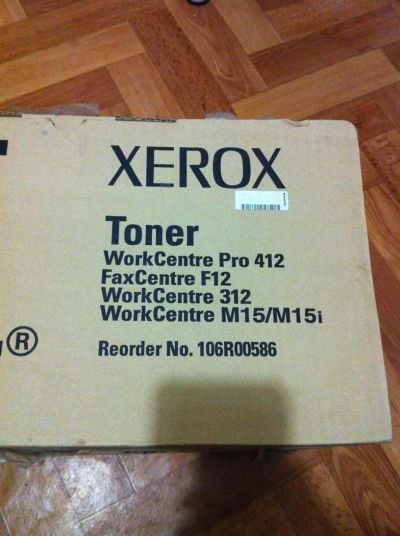 XEROX
Toner
WorkCentre Pro 412
FaxCentre F12
WorkCentre 312
WorkCentre M15/M15i
®
Reorder No. 106R00586